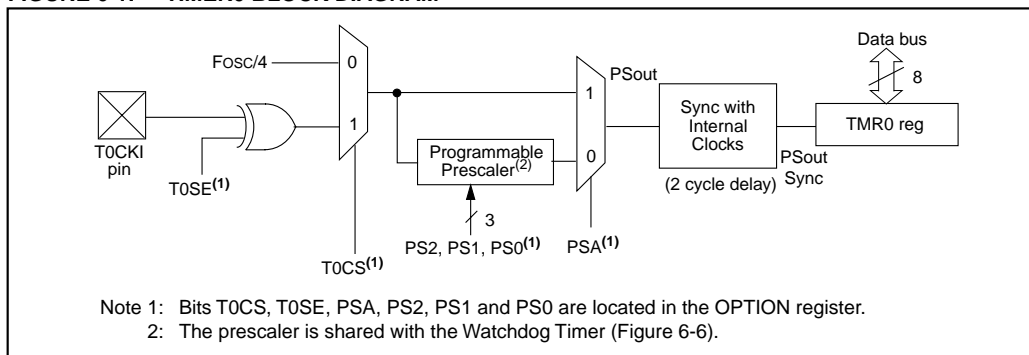 FIGURE 6-1: TIMER0 BLOCK DIAGRAM
Data bus
8
FOSC/4
0
1
T0CKI
pin
T0SE(1)
T0CS(1)
Programmable
Prescaler(2)
3
PS2, PS1, PS0(1)
1
0
PSA(1)
PSout
Sync with
Internal
Clocks
(2 cycle delay)
PSout
Sync
TMR0 reg
Note 1: Bits T0CS, T0SE, PSA, PS2, PS1 and PS0 are located in the OPTION register.
2: The prescaler is shared with the Watchdog Timer (Figure 6-6).